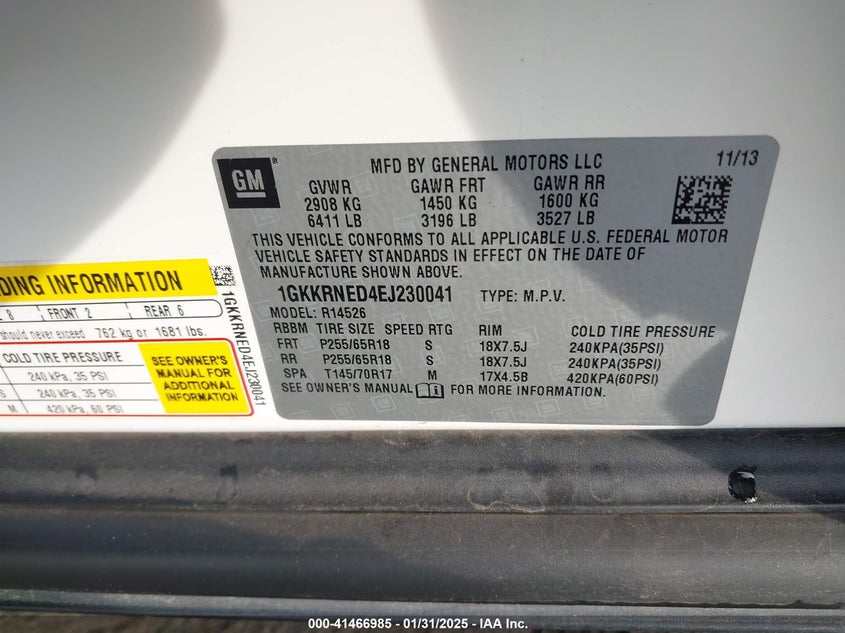 GM
MFD BY GENERAL MOTORS LLC 11/13
GVWR GAWR FRT GAWR RR
2908 KG 1450 KG 1600 KG
6411 LB 3196 LB 3527 LB
THIS VEHICLE CONFORMS TO ALL APPLICABLE U.S. FEDERAL MOTOR
VEHICLE SAFETY STANDARDS IN EFFECT ON THE DATE OF
MANUFACTURE SHOWN ABOVE.
1GKKRNED4EJ230041 TYPE: M.P.V.
MODEL: R14526
RBBM TIRE SIZE SPEED RTG RIM COLD TIRE PRESSURE
FRT P255/65R18 S 18X7.5J 240KPA(35PSI)
RR P255/65R18 S 18X7.5J 240KPA(35PSI)
SPA T145/70R17 M 17X4.5B 420KPA(60PSI)
SEE OWNER'S MANUAL FOR MORE INFORMATION.
INFORMATION
8 FRONT 2 REAR 6
should never exceed 762 kg or 1681 lbs.
COLD TIRE PRESSURE
240 kPa, 35 PSI
S 240 kPa, 35 PSI
M 420 kPa, 60 PSI
SEE OWNER'S
MANUAL FOR
ADDITIONAL
INFORMATION
1GKKRNED4EJ230041
000-41466985 — 01/31/2025 — IAA Inc.